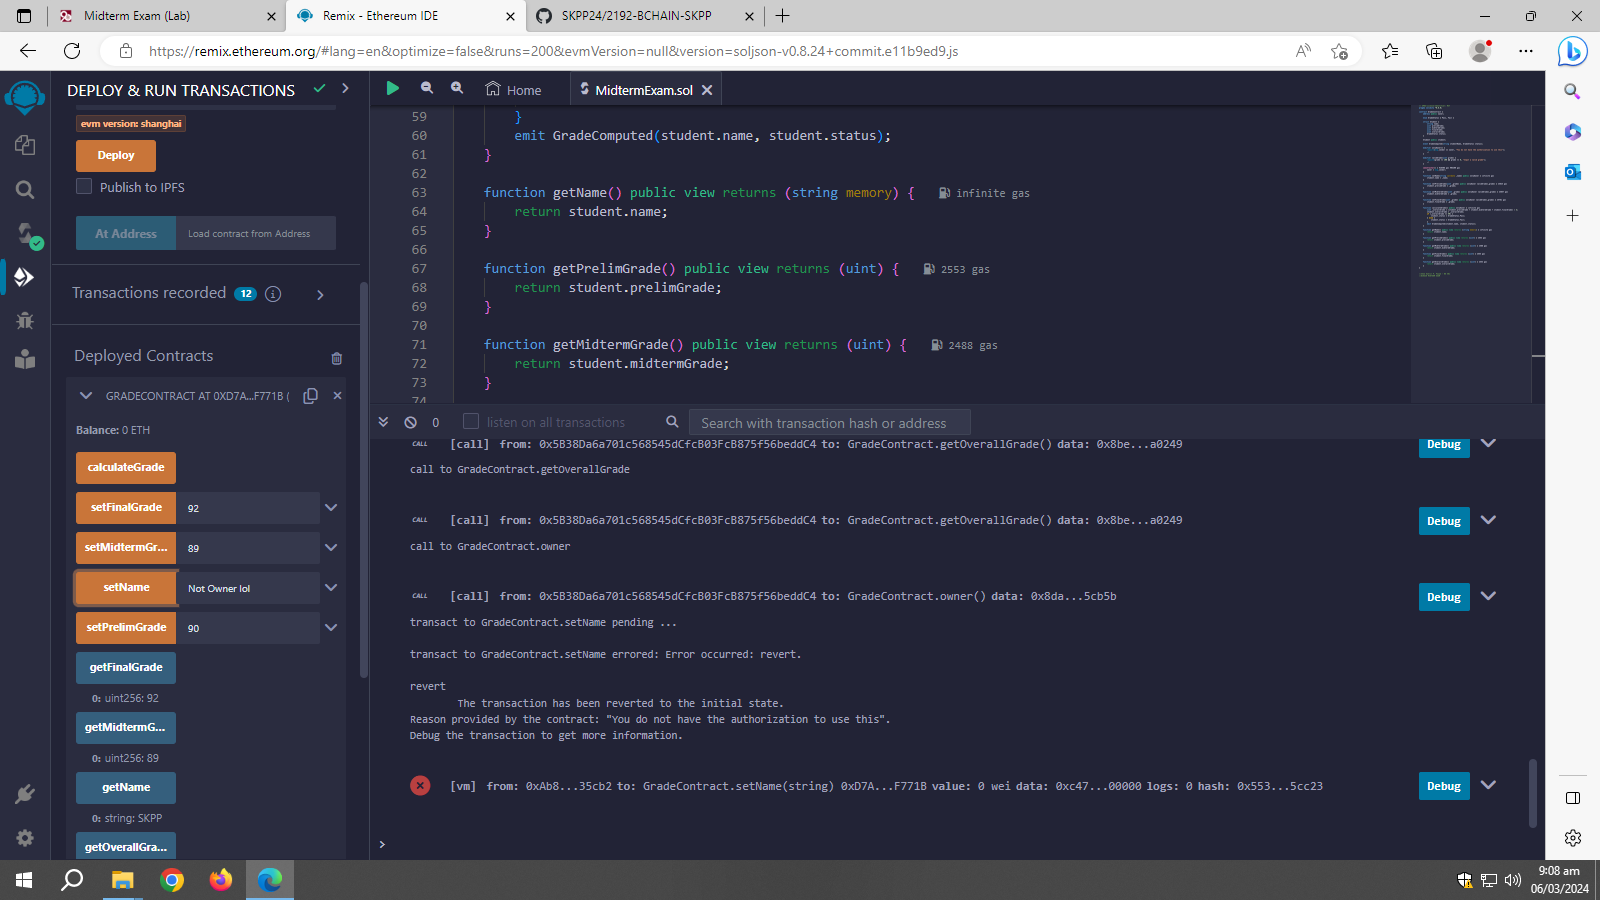 Midterm Exam (Lab)
Remix - Ethereum IDE
SKPP24/2192-BCHAIN-SKPP
https://remix.ethereum.org/#lang=en&optimize=false&runs=200&evmVersion=null&version=soljson-v0.8.24+commit.e11b9ed9.js
DEPLOY & RUN TRANSACTIONS
evm version: shanghai
Deploy
Publish to IPFS
At Address
Load contract from Address
Transactions recorded 12
Deployed Contracts
GRADECONTRACT AT 0XD7A...F771B (
Balance: 0 ETH
calculateGrade
setFinalGrade 92
setMidtermGr... 89
setName Not Owner lol
setPrelimGrade 90
getFinalGrade
0: uint256: 92
getMidtermG...
0: uint256: 89
getName
0: string: SKPP
getOverallGra...
Home
MidtermExam.sol
59 }
60 emit GradeComputed(student.name, student.status);
61 }
62
63 function getName() public view returns (string memory) { infinite gas
64 return student.name;
65 }
66
67 function getPrelimGrade() public view returns (uint) { 2553 gas
68 return student.prelimGrade;
69 }
70
71 function getMidtermGrade() public view returns (uint) { 2488 gas
72 return student.midtermGrade;
73 }
74
0
listen on all transactions
Search with transaction hash or address
CALL [call] from: 0x5B38Da6a701c568545dCfcB03FcB875f56beddC4 to: GradeContract.getOverallGrade() data: 0x8be...a0249 Debug
call to GradeContract.getOverallGrade
CALL [call] from: 0x5B38Da6a701c568545dCfcB03FcB875f56beddC4 to: GradeContract.getOverallGrade() data: 0x8be...a0249 Debug
call to GradeContract.owner
CALL [call] from: 0x5B38Da6a701c568545dCfcB03FcB875f56beddC4 to: GradeContract.owner() data: 0x8da...5cb5b Debug
transact to GradeContract.setName pending ...
transact to GradeContract.setName errored: Error occurred: revert.
revert
The transaction has been reverted to the initial state.
Reason provided by the contract: "You do not have the authorization to use this".
Debug the transaction to get more information.
[vm] from: 0xAb8...35cb2 to: GradeContract.setName(string) 0xD7A...F771B value: 0 wei data: 0xc47...00000 logs: 0 hash: 0x553...5cc23 Debug
>
9:08 am
06/03/2024